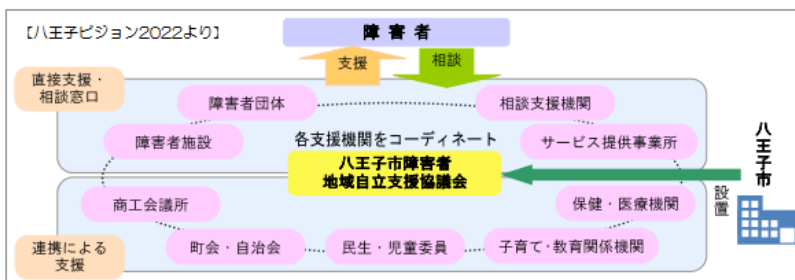 【八王子ビジョン2022より】
障害者
支援
相談
直接支援・
相談窓口
障害者団体
相談支援機関
障害者施設
各支援機関をコーディネート
サービス提供事業所
八王子市障害者
地域自立支援協議会
八王子市
設置
商工会議所
保健・医療機関
連携による
支援
町会・自治会
民生・児童委員
子育て・教育関係機関